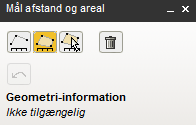 Mål afstand og areal
Geometri-information
Ikke tilgængelig